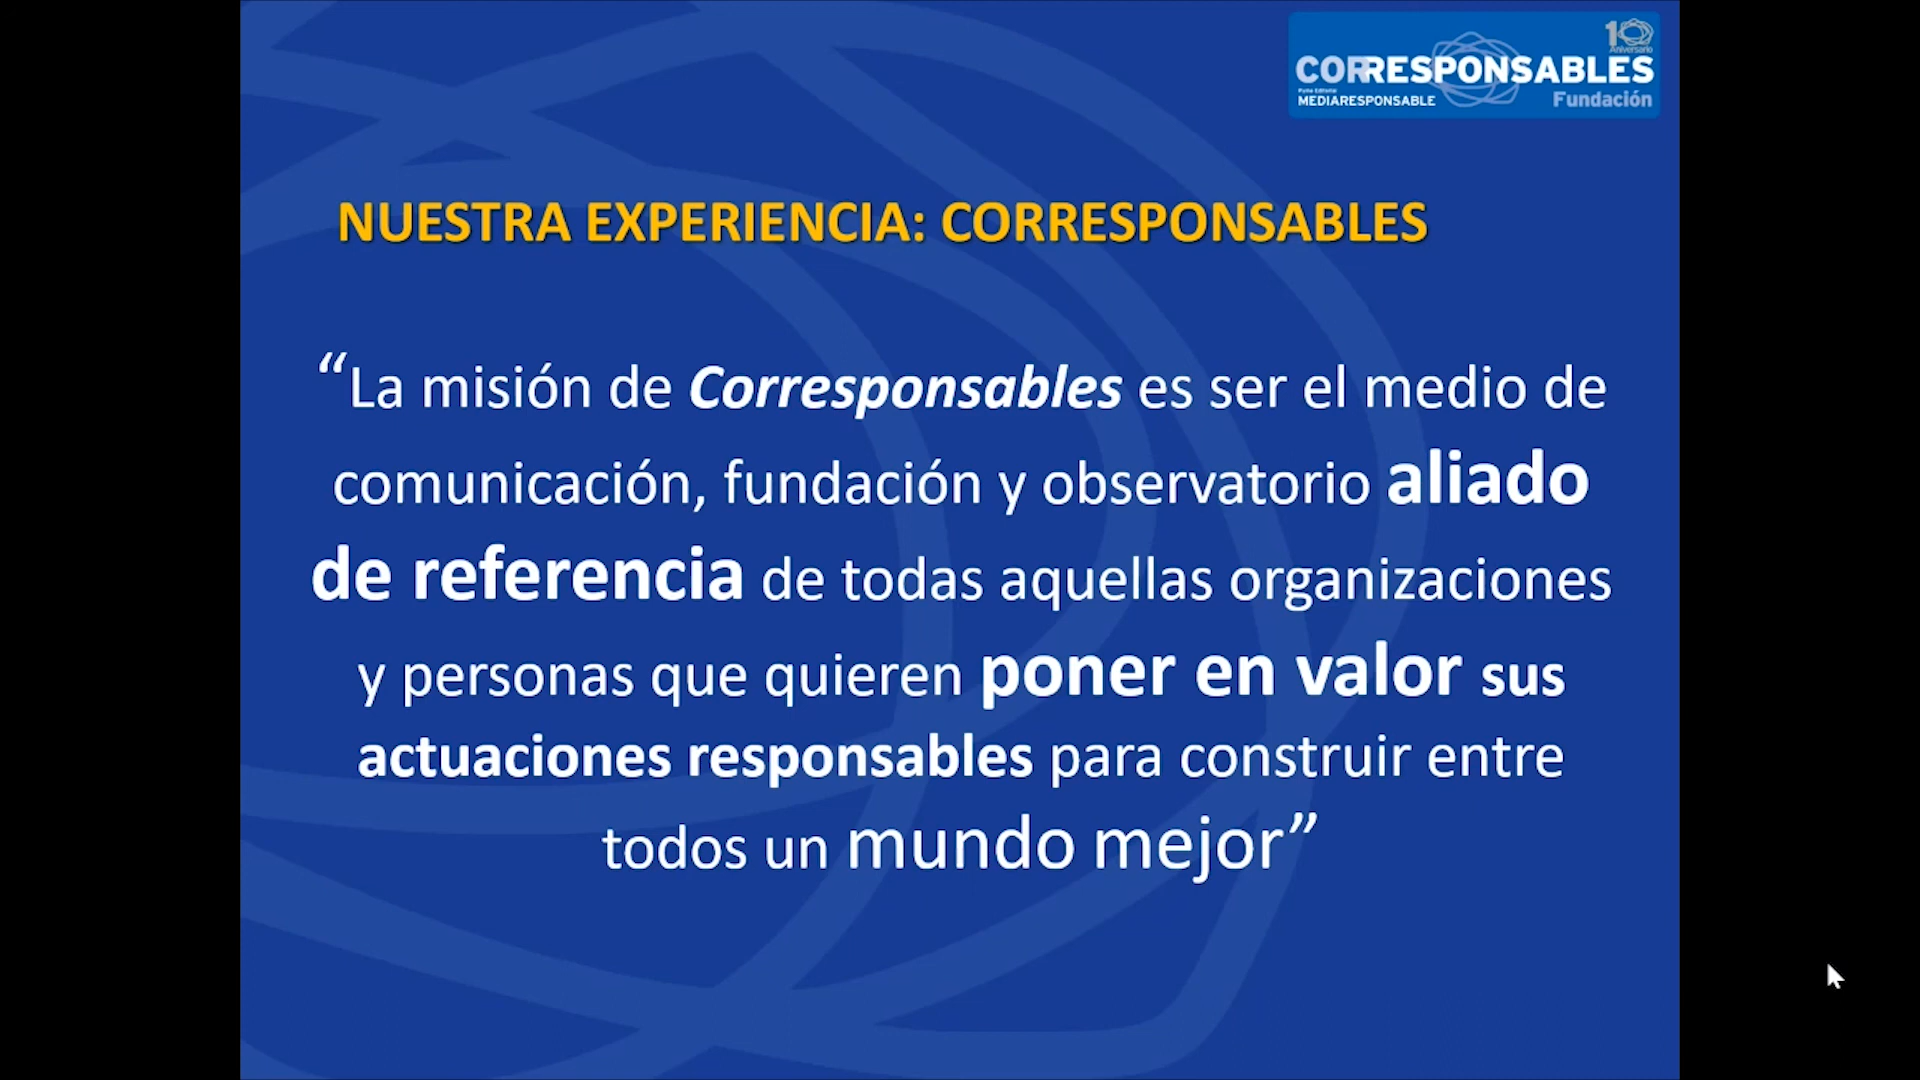 10
Aniversario
CORRESPONSABLES
MEDIARESPONSABLE
Fundación
NUESTRA EXPERIENCIA: CORRESPONSABLES
“La misión de Corresponsables es ser el medio de
comunicación, fundación y observatorio aliado
de referencia de todas aquellas organizaciones
y personas que quieren poner en valor sus
actuaciones responsables para construir entre
todos un mundo mejor”